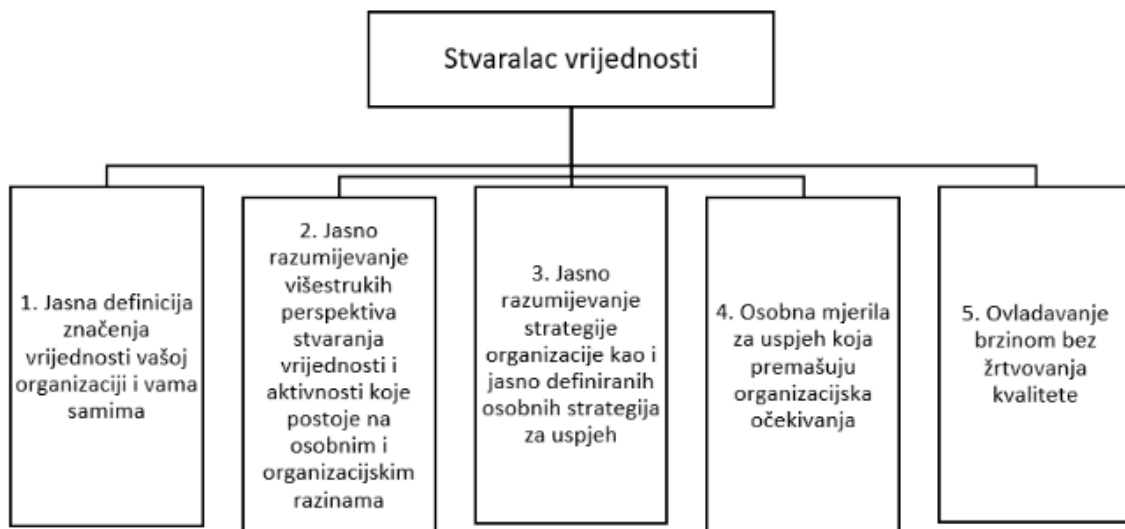 Stvaralac vrijednosti
1. Jasna definicija
značenja
vrijednosti vašoj
organizaciji i vama
samima
2. Jasno
razumijevanje
višestrukih
perspektiva
stvaranja
vrijednosti i
aktivnosti koje
postoje na
osobnim i
organizacijskim
razinama
3. Jasno
razumijevanje
strategije
organizacije kao i
jasno definiranih
osobnih strategija
za uspjeh
4. Osobna mjerila
za uspjeh koja
premašuju
organizacijska
očekivanja
5. Ovladavanje
brzinom bez
žrtvovanja
kvalitete